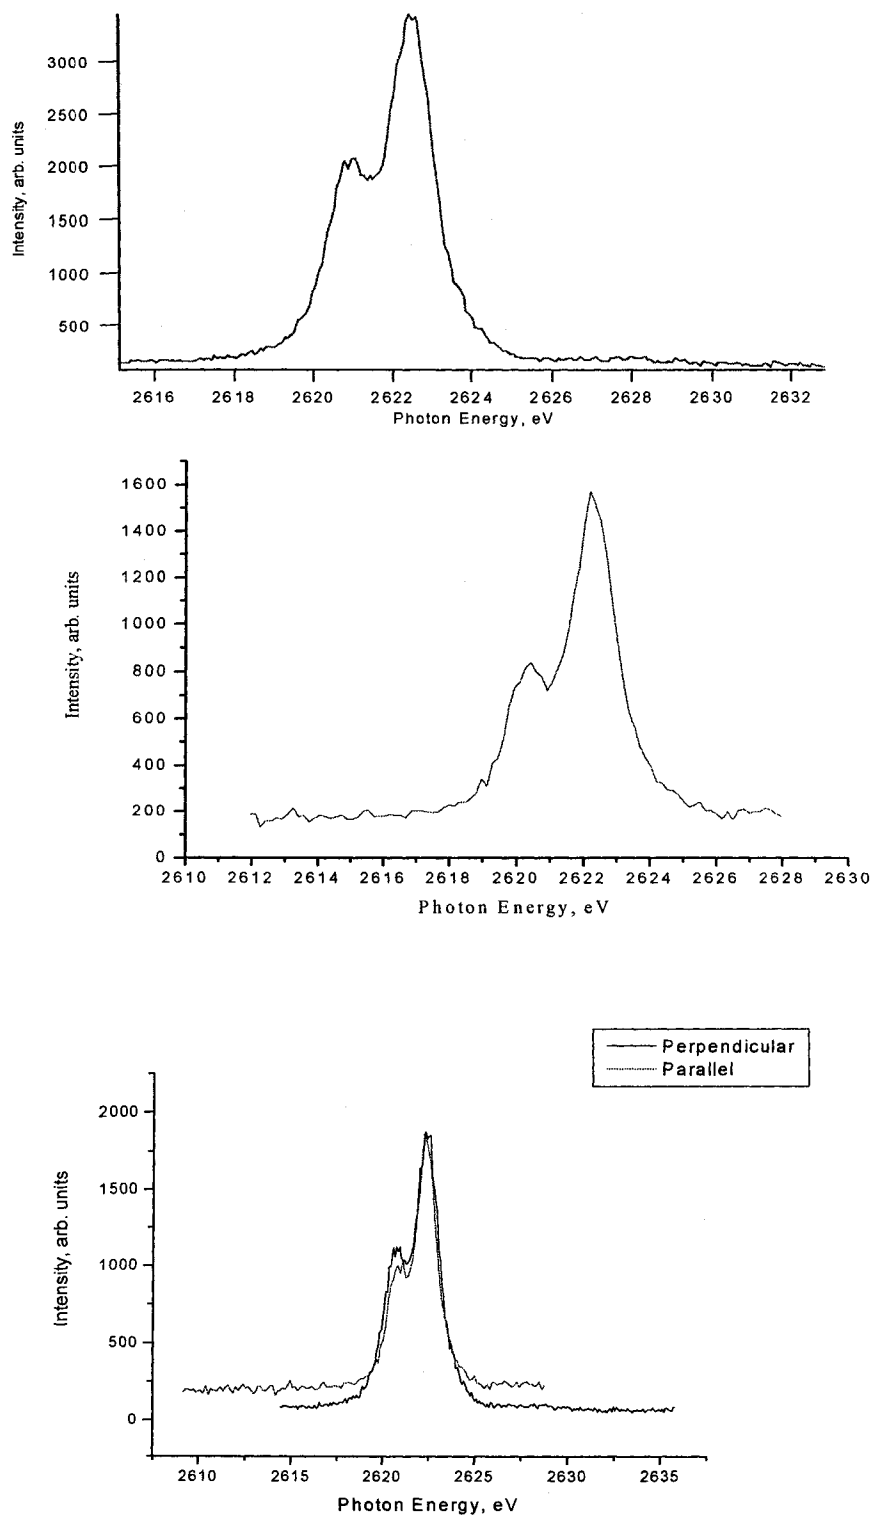 3000
2500
2000
1500
1000
500
Intensity, arb. units
2616 2618 2620 2622 2624 2626 2628 2630 2632
Photon Energy, eV
1600
1400
1200
1000
800
600
400
200
0
Intensity, arb. units
2610 2612 2614 2616 2618 2620 2622 2624 2626 2628 2630
Photon Energy, eV
Perpendicular
Parallel
2000
1500
1000
500
0
Intensity, arb. units
2610 2615 2620 2625 2630 2635
Photon Energy, eV